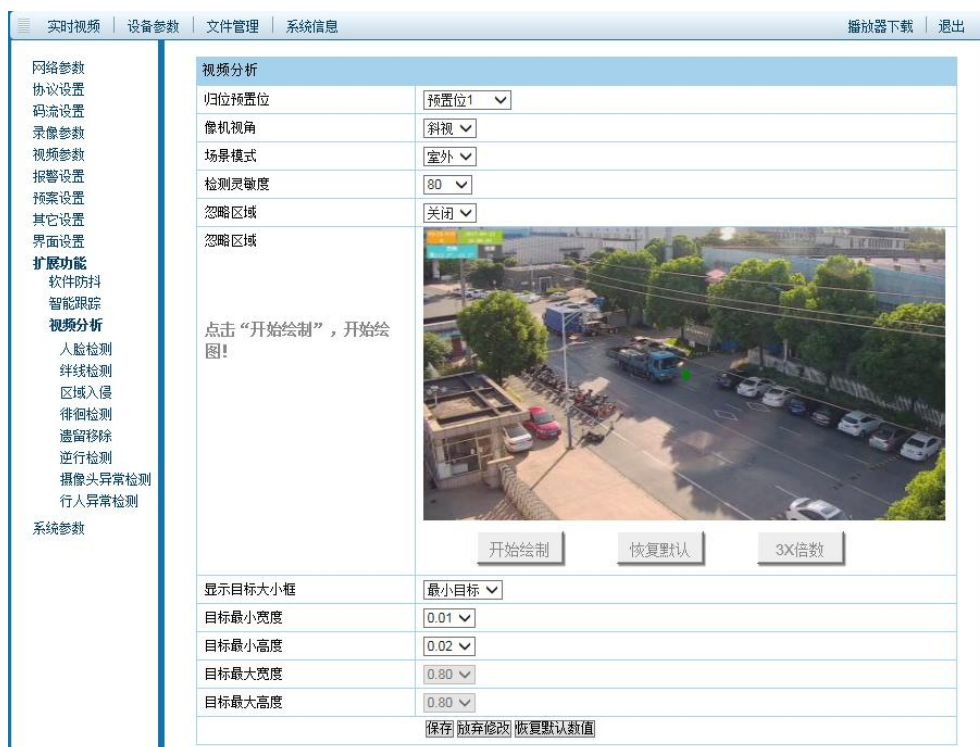 实时视频 设备参数 文件管理 系统信息 播放器下载 退出
网络参数
协议设置
码流设置
录像参数
视频参数
报警设置
预案设置
其它设置
界面设置
扩展功能
软件防抖
智能跟踪
视频分析
人脸检测
绊线检测
区域入侵
徘徊检测
遗留移除
逆行检测
摄像头异常检测
行人异常检测
系统参数
视频分析
归位预置位 预置位1
像机视角 斜视
场景模式 室外
检测灵敏度 80
忽略区域 关闭
忽略区域
点击“开始绘制”，开始绘
图!
开始绘制 恢复默认 3X倍数
显示目标大小框 最小目标
目标最小宽度 0.01
目标最小高度 0.02
目标最大宽度 0.80
目标最大高度 0.80
保存 放弃修改 恢复默认数值